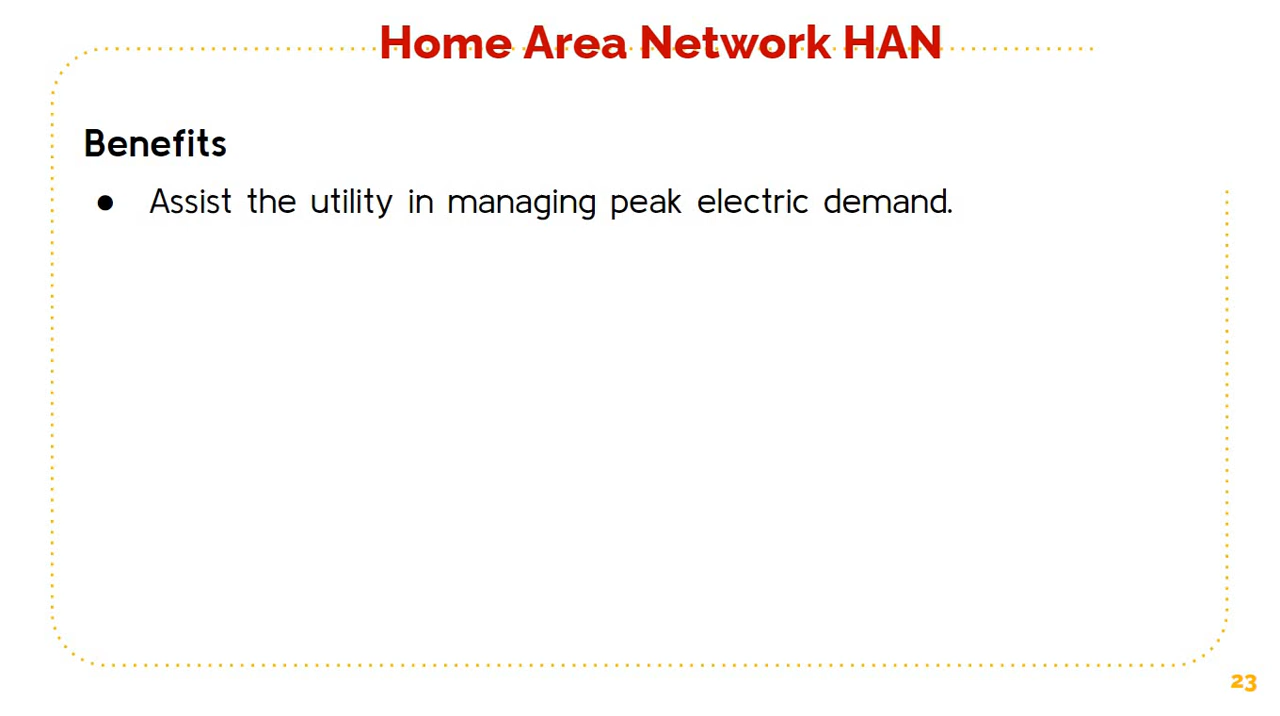 Home Area Network HAN
Benefits
● Assist the utility in managing peak electric demand.
23